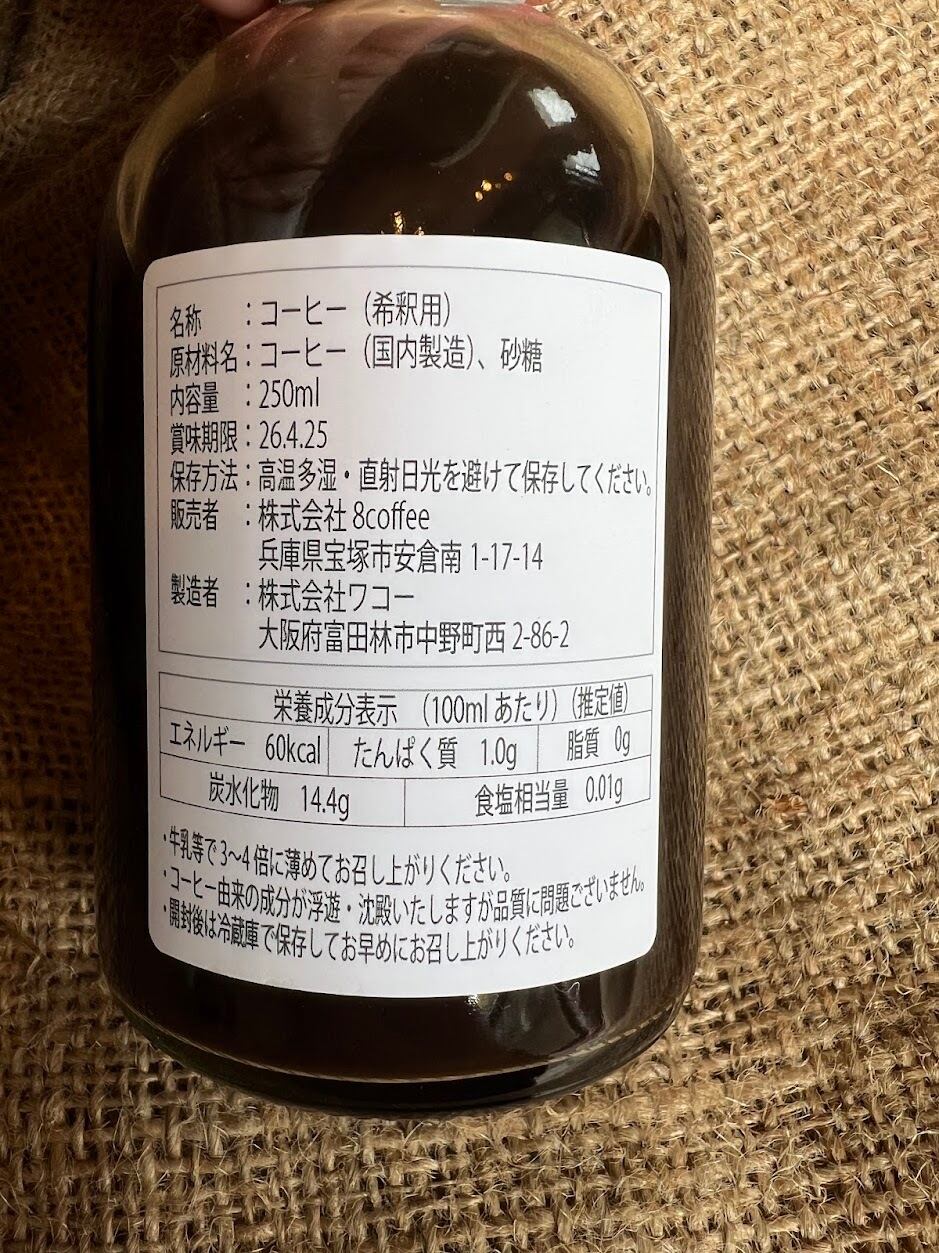 名称　：コーヒー（希釈用）
原材料名：コーヒー（国内製造）、砂糖
内容量　：250ml
賞味期限：26.4.25
保存方法：高温多湿・直射日光を避けて保存してください。
販売者　：株式会社 8coffee
兵庫県宝塚市安倉南 1-17-14
製造者　：株式会社ワコー
大阪府富田林市中野町西 2-86-2
栄養成分表示　（100ml あたり）（推定値）
エネルギー　60kcal　たんぱく質　1.0g　脂質　0g
炭水化物　14.4g　食塩相当量　0.01g
・牛乳等で 3～4 倍に薄めてお召し上がりください。
・コーヒー由来の成分が浮遊・沈殿いたしますが品質に問題ございません。
・開封後は冷蔵庫で保存してお早めにお召し上がりください。